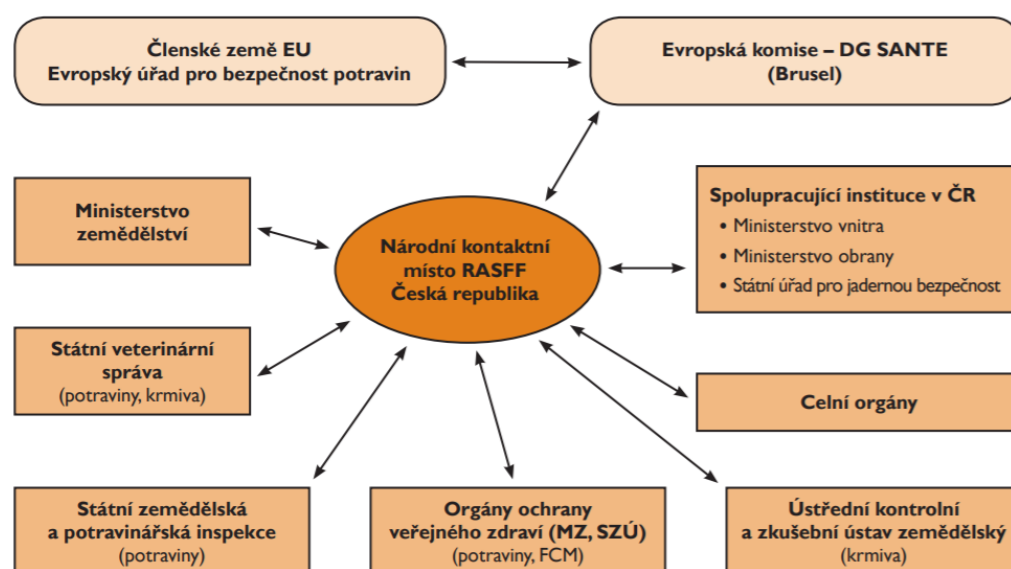 Členské země EU
Evropský úřad pro bezpečnost potravin
Evropská komise – DG SANTE
(Brusel)
Ministerstvo
zemědělství
Národní kontaktní
místo RASFF
Česká republika
Spolupracující instituce v ČR
• Ministerstvo vnitra
• Ministerstvo obrany
• Státní úřad pro jadernou bezpečnost
Státní veterinární
správa
(potraviny, krmiva)
Celní orgány
Státní zemědělská
a potravinářská inspekce
(potraviny)
Orgány ochrany
veřejného zdraví (MZ, SZÚ)
(potraviny, FCM)
Ústřední kontrolní
a zkušební ústav zemědělský
(krmiva)